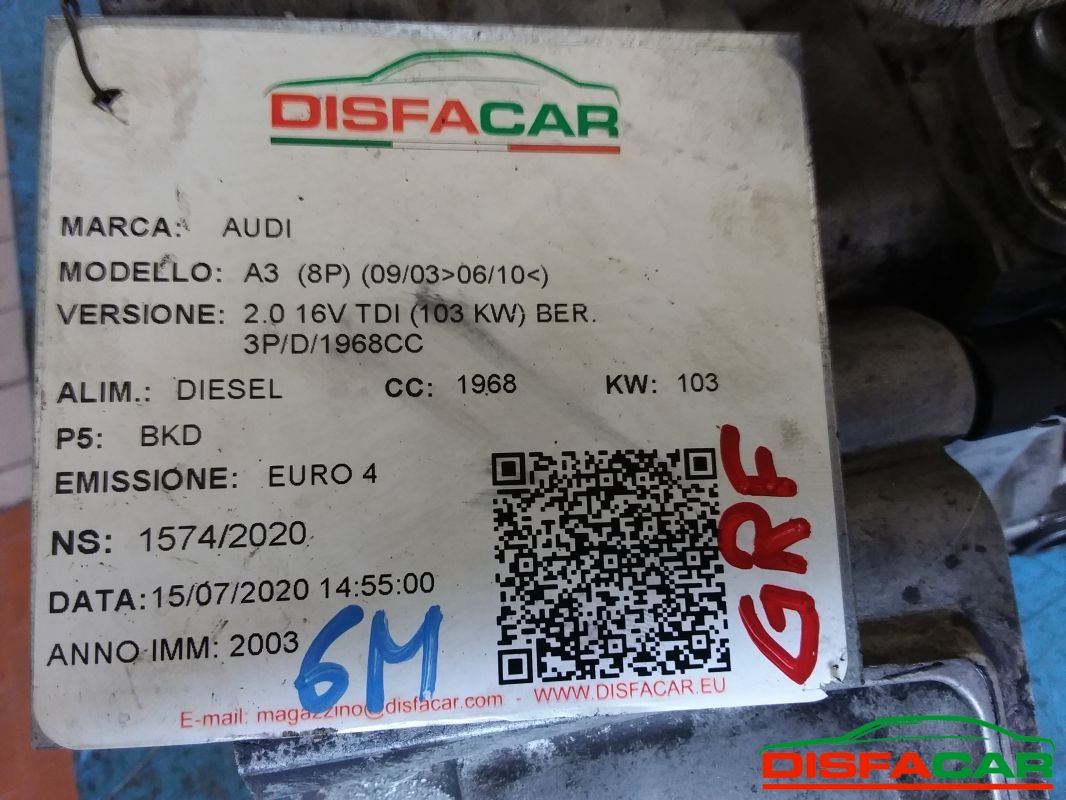 DISFACAR
MARCA: AUDI
MODELLO: A3 (8P) (09/03>06/10<)
VERSIONE: 2.0 16V TDI (103 KW) BER.
3P/D/1968CC
ALIM.: DIESEL CC: 1968 KW: 103
P5: BKD
EMISSIONE: EURO 4
NS: 1574/2020
DATA: 15/07/2020 14:55:00
ANNO IMM: 2003
6M
GRF
E-mail: magazzino@disfacar.com - WWW.DISFACAR.EU
DISFACAR